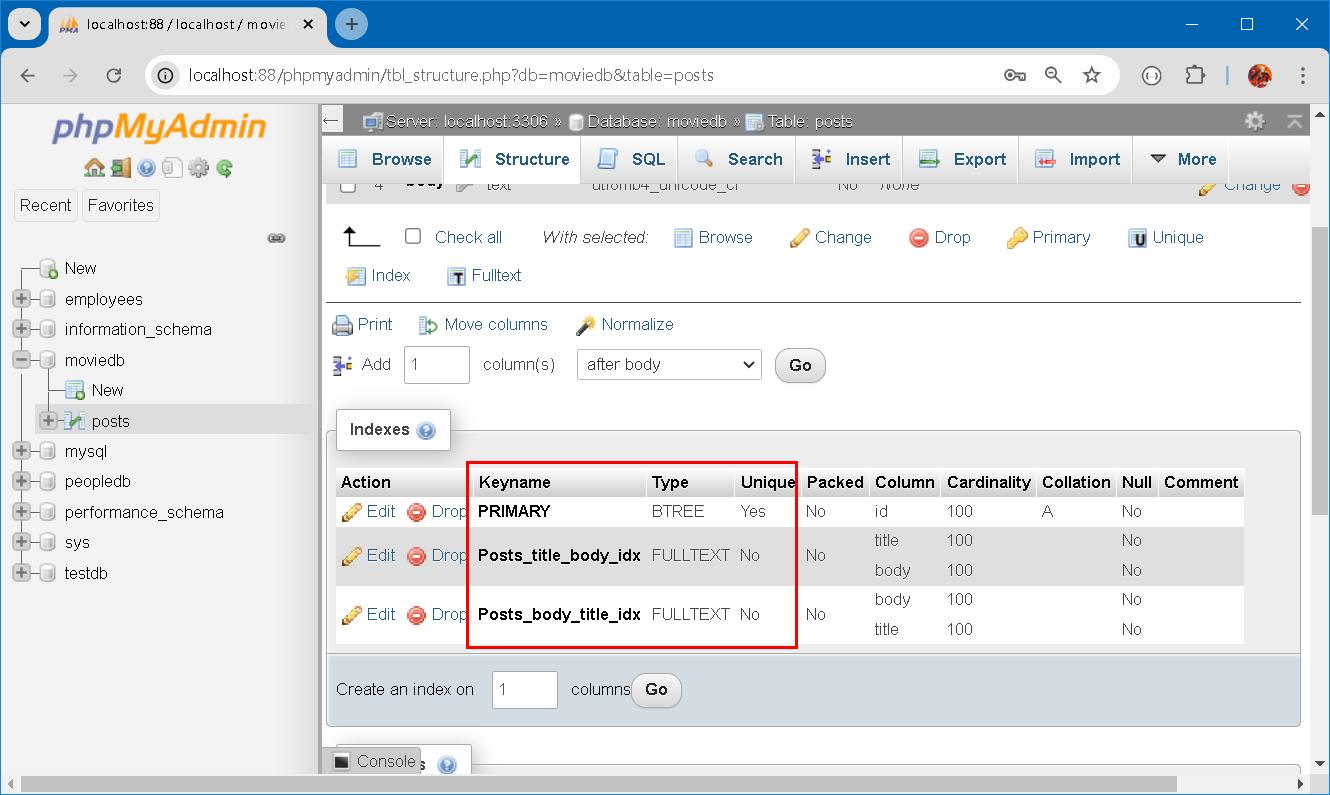 localhost:88 / localhost / movie
localhost:88/phpmyadmin/tbl_structure.php?db=moviedb&table=posts
phpMyAdmin
Recent Favorites
New
employees
information_schema
moviedb
New
posts
mysql
peopledb
performance_schema
sys
testdb
Server: localhost:3306 » Database: moviedb » Table: posts
Browse Structure SQL Search Insert Export Import More
4 body text utf8mb4_unicode_ci No None Change
Check all With selected: Browse Change Drop Primary Unique
Index Fulltext
Print Move columns Normalize
Add 1 column(s) after body Go
Indexes
Action Keyname Type Unique Packed Column Cardinality Collation Null Comment
Edit Drop PRIMARY BTREE Yes No id 100 A No
Edit Drop Posts_title_body_idx FULLTEXT No No title 100 No
body 100 No
Edit Drop Posts_body_title_idx FULLTEXT No No body 100 No
title 100 No
Create an index on 1 columns Go
Console